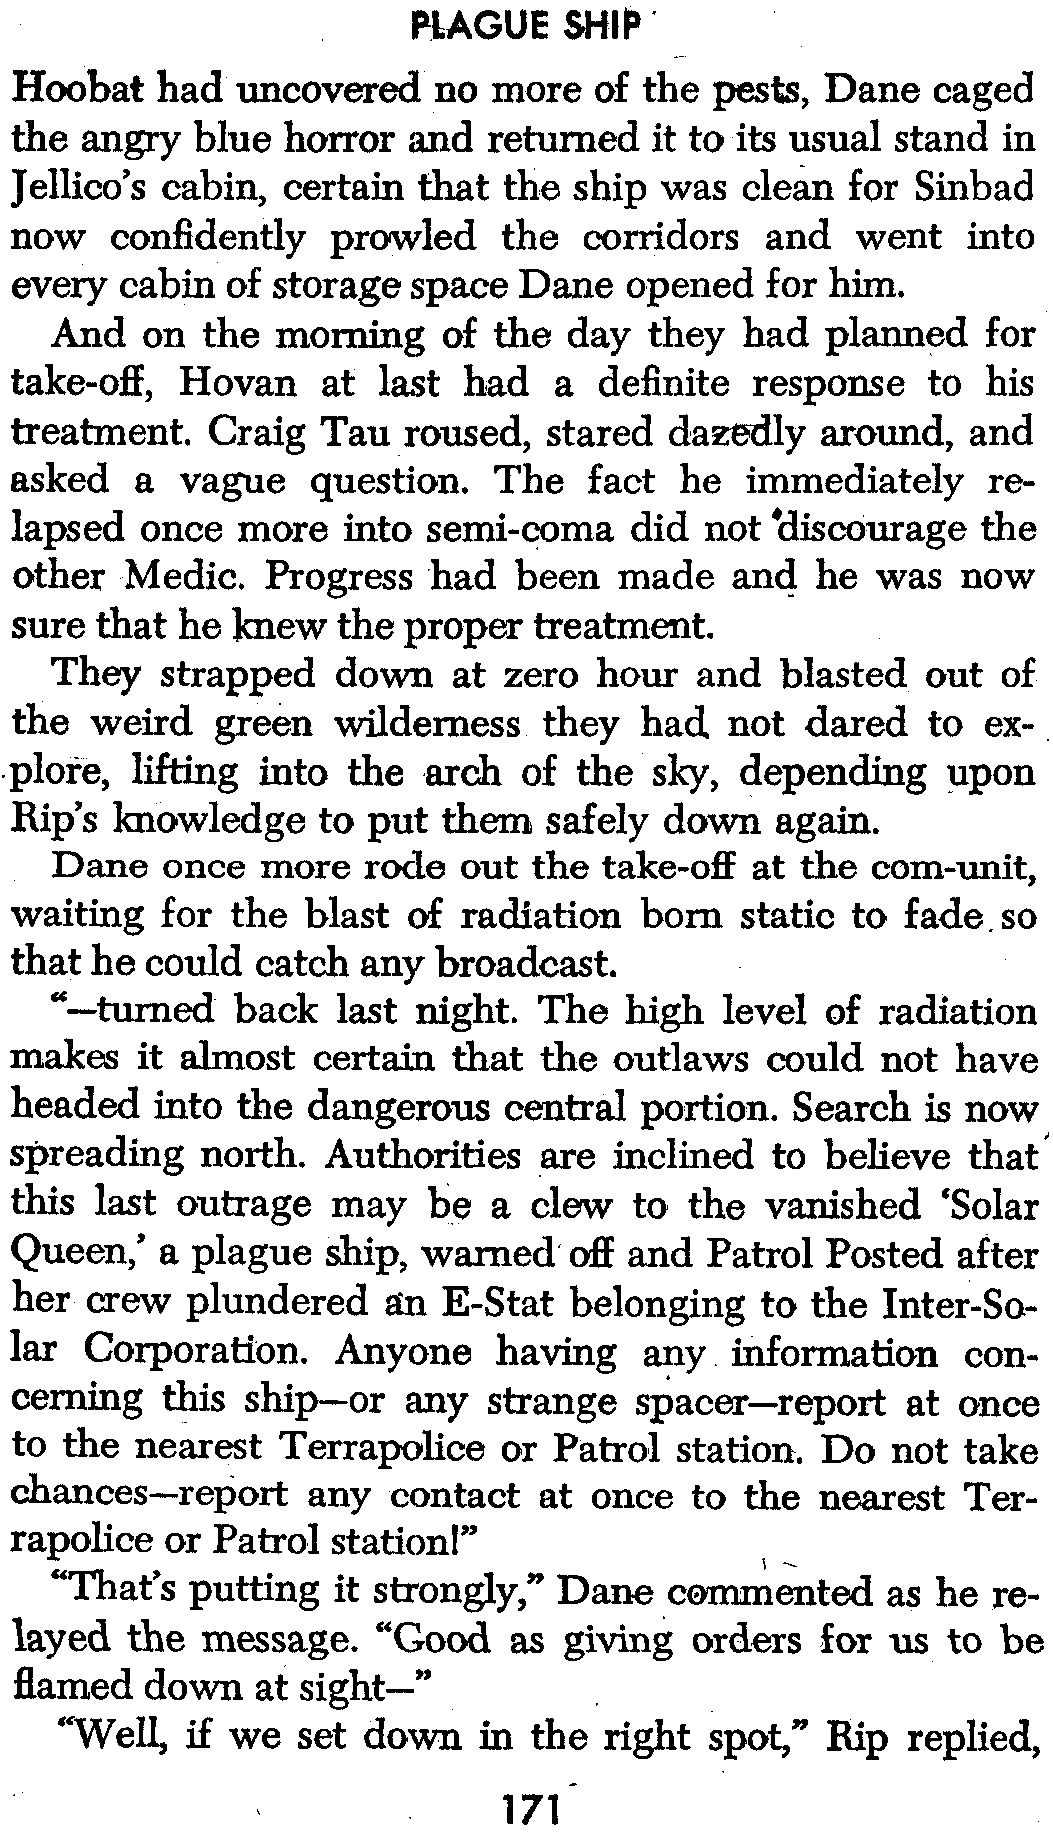 PLAGUE SHIP
Hoobat had uncovered no more of the pests, Dane caged
the angry blue horror and returned it to its usual stand in
Jellico's cabin, certain that the ship was clean for Sinbad
now confidently prowled the corridors and went into
every cabin of storage space Dane opened for him.
And on the morning of the day they had planned for
take-off, Hovan at last had a definite response to his
treatment. Craig Tau roused, stared dazedly around, and
asked a vague question. The fact he immediately re-
lapsed once more into semi-coma did not discourage the
other Medic. Progress had been made and he was now
sure that he knew the proper treatment.
They strapped down at zero hour and blasted out of
the weird green wilderness they had not dared to ex-
plore, lifting into the arch of the sky, depending upon
Rip's knowledge to put them safely down again.
Dane once more rode out the take-off at the com-unit,
waiting for the blast of radiation born static to fade so
that he could catch any broadcast.
“—turned back last night. The high level of radiation
makes it almost certain that the outlaws could not have
headed into the dangerous central portion. Search is now
spreading north. Authorities are inclined to believe that
this last outrage may be a clew to the vanished ‘Solar
Queen,’ a plague ship, warned off and Patrol Posted after
her crew plundered an E-Stat belonging to the Inter-So-
lar Corporation. Anyone having any information con-
cerning this ship—or any strange spacer—report at once
to the nearest Terrapolice or Patrol station. Do not take
chances—report any contact at once to the nearest Ter-
rapolice or Patrol station!”
“That's putting it strongly,” Dane commented as he re-
layed the message. “Good as giving orders for us to be
flamed down at sight—”
“Well, if we set down in the right spot,” Rip replied,
171